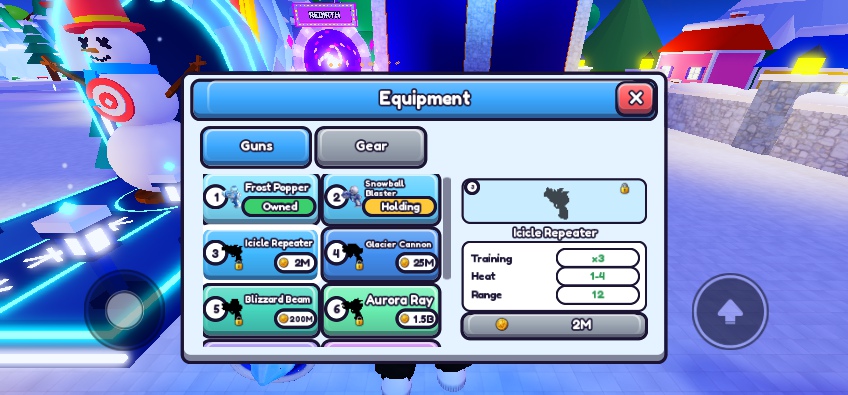 REBIRTH
Equipment
Guns
Gear
1
Frost Popper
Owned
2
Snowball
Blaster
Holding
3
Icicle Repeater
2M
4
Glacier Cannon
25M
5
Blizzard Beam
200M
6
Aurora Ray
1.5B
3
Icicle Repeater
Training x3
Heat 1-4
Range 12
2M